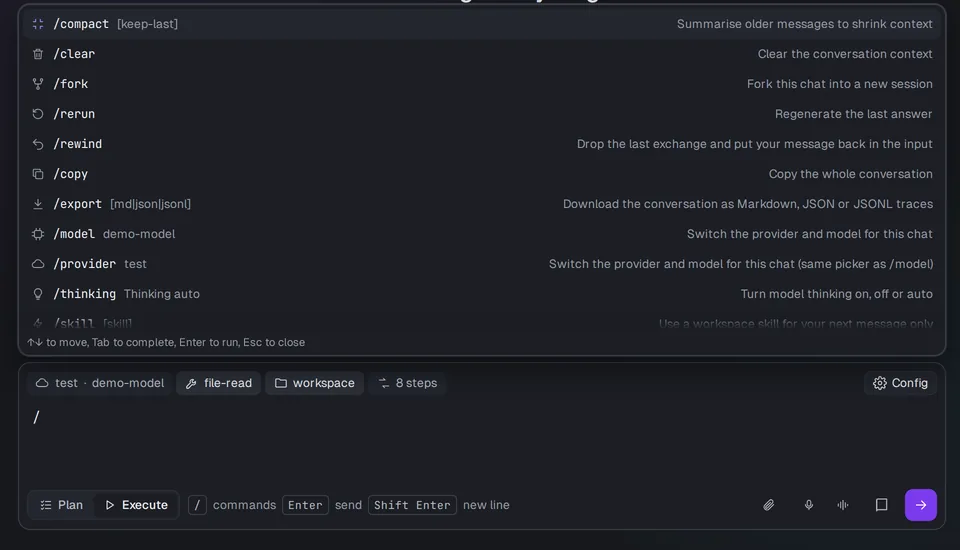 /compact [keep-last] Summarise older messages to shrink context
/clear Clear the conversation context
/fork Fork this chat into a new session
/rerun Regenerate the last answer
/rewind Drop the last exchange and put your message back in the input
/copy Copy the whole conversation
/export [md|json|jsonl] Download the conversation as Markdown, JSON or JSONL traces
/model demo-model Switch the provider and model for this chat
/provider test Switch the provider and model for this chat (same picker as /model)
/thinking Thinking auto Turn model thinking on, off or auto
/skill [skill] Use a workspace skill for your next message only
↑↓ to move, Tab to complete, Enter to run, Esc to close
test · demo-model file-read workspace 8 steps Config
/
Plan Execute / commands Enter send Shift Enter new line